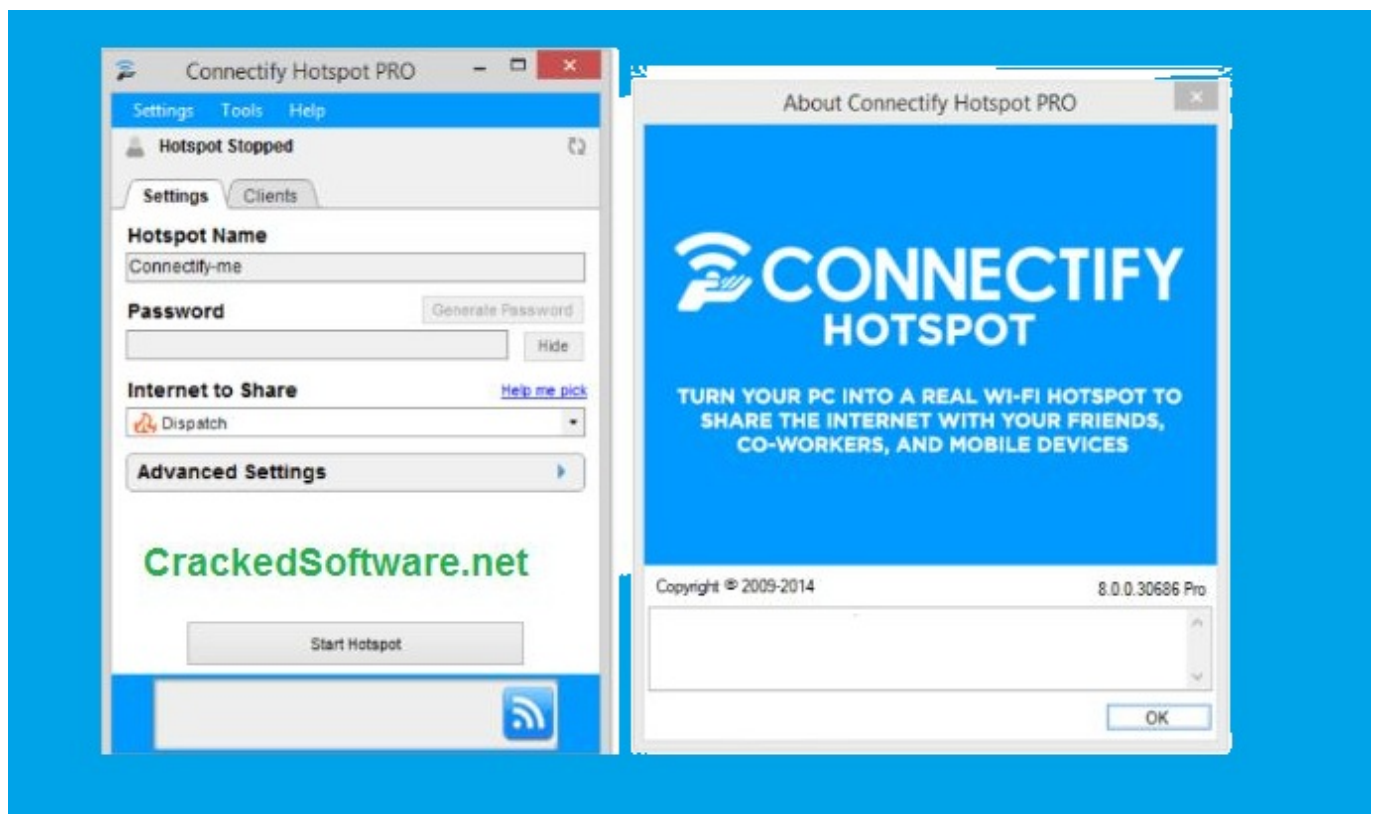 Connectify Hotspot PRO
Settings Tools Help
Hotspot Stopped
Settings Clients
Hotspot Name
Connectify-me
Password Generate Password
Hide
Internet to Share Help me pick
Dispatch
Advanced Settings
CrackedSoftware.net
Start Hotspot
About Connectify Hotspot PRO
CONNECTIFY
HOTSPOT
TURN YOUR PC INTO A REAL WI-FI HOTSPOT TO
SHARE THE INTERNET WITH YOUR FRIENDS,
CO-WORKERS, AND MOBILE DEVICES
Copyright © 2009-2014 8.0.0.30686 Pro
OK